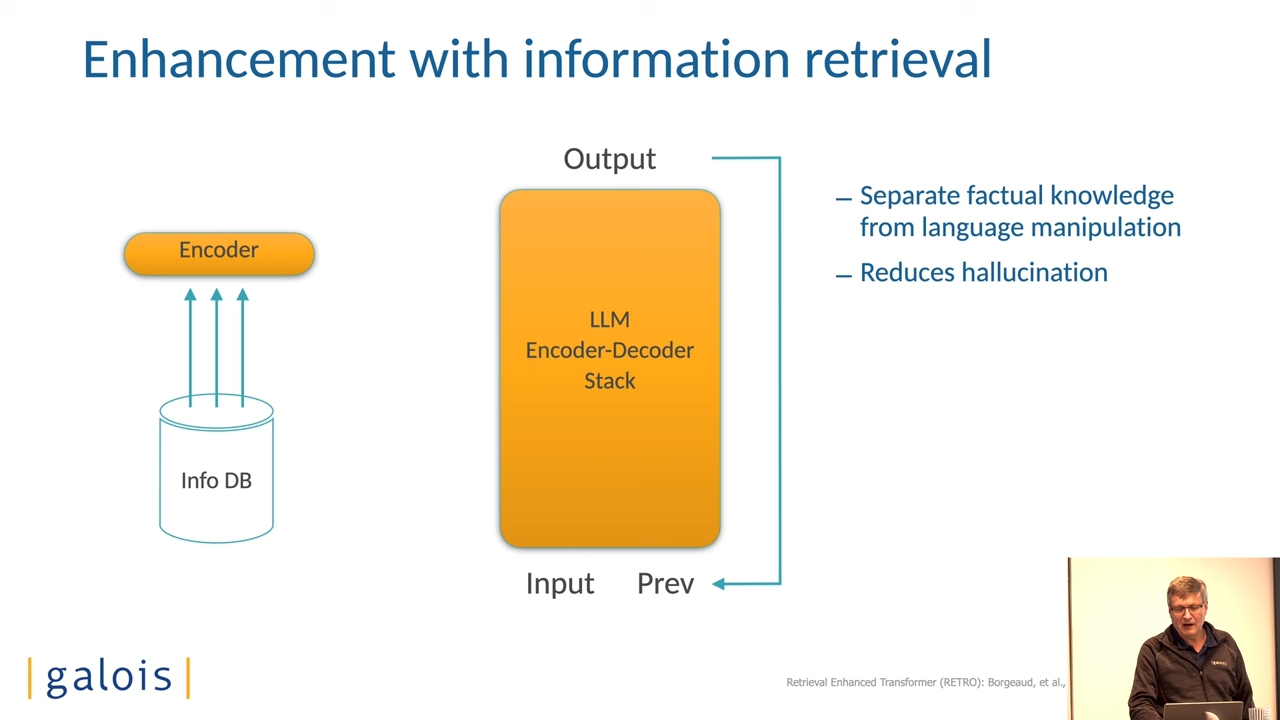 Enhancement with information retrieval
Output
– Separate factual knowledge
from language manipulation
– Reduces hallucination
Encoder
LLM
Encoder-Decoder
Stack
Info DB
Input Prev
galois
Retrieval Enhanced Transformer (RETRO): Borgeaud, et al.,